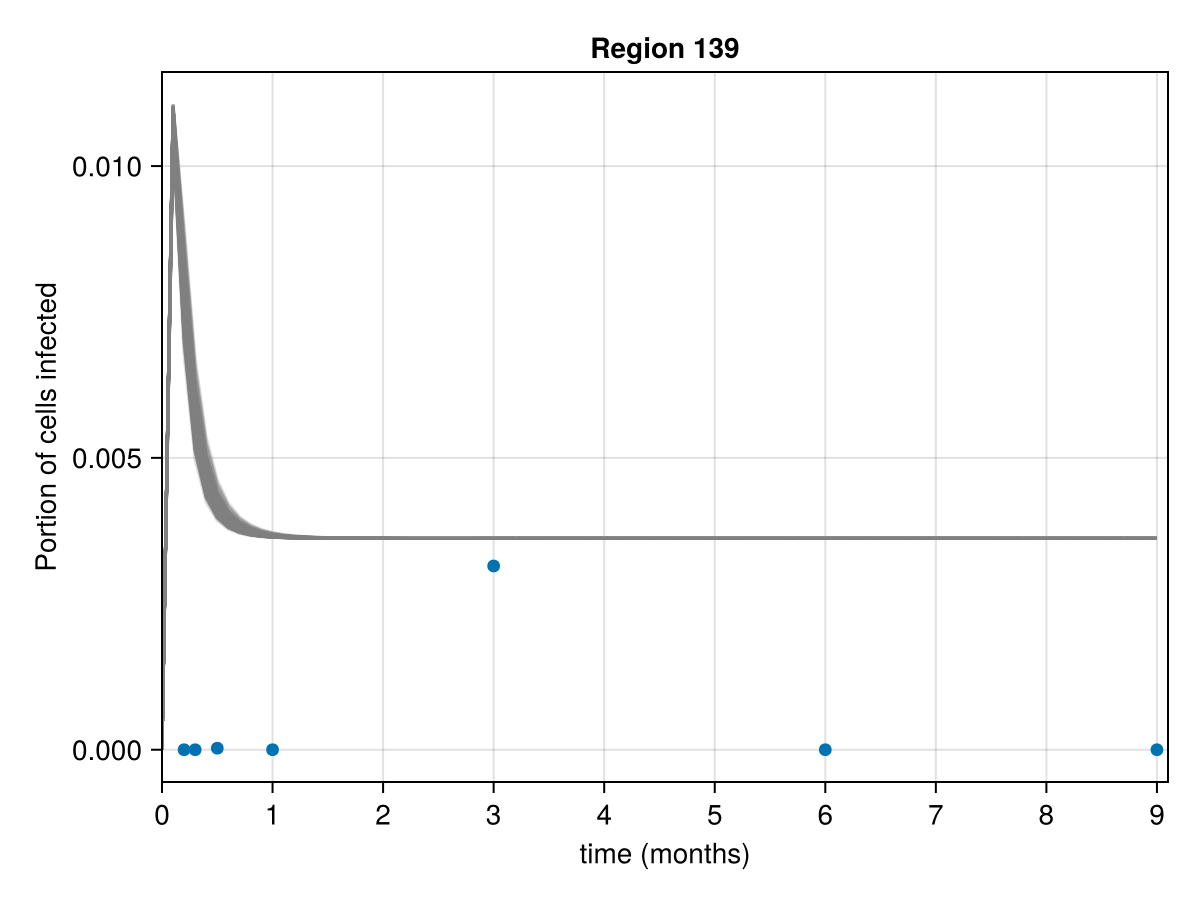 Region 139
0.010
0.005
0.000
Portion of cells infected
0 1 2 3 4 5 6 7 8 9
time (months)